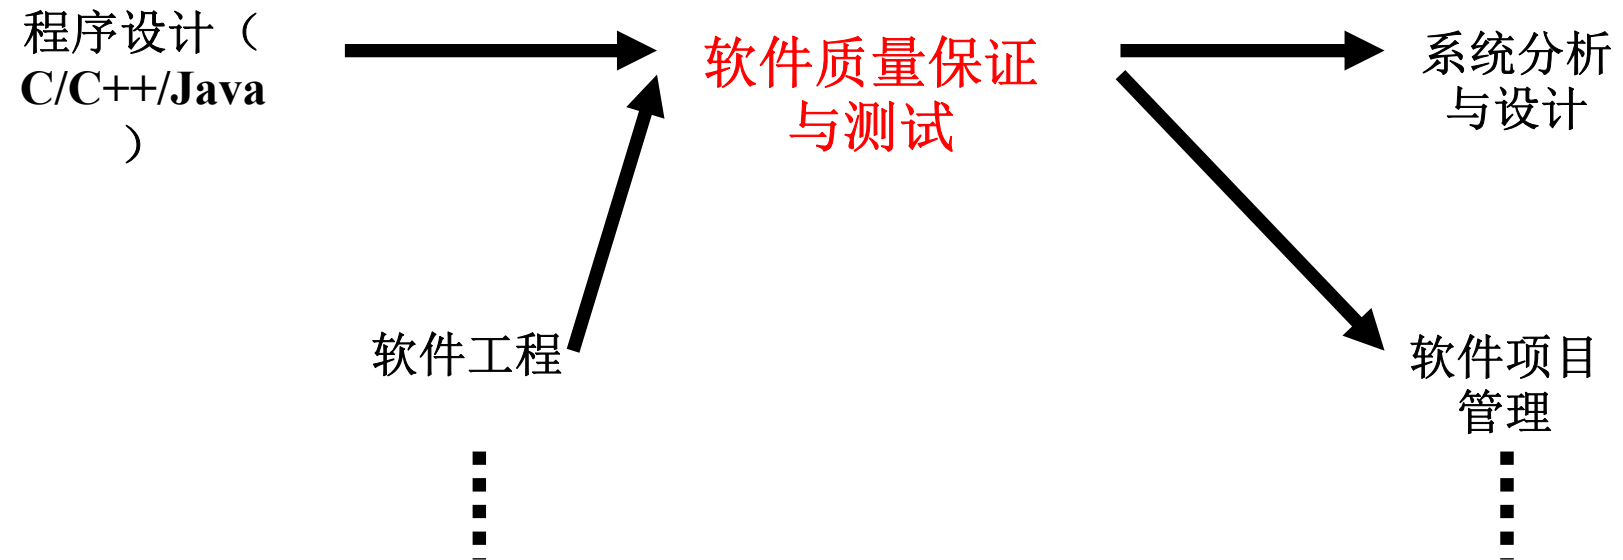 程序设计（
C/C++/Java
）
软件质量保证
与测试
系统分析
与设计
软件工程
软件项目
管理